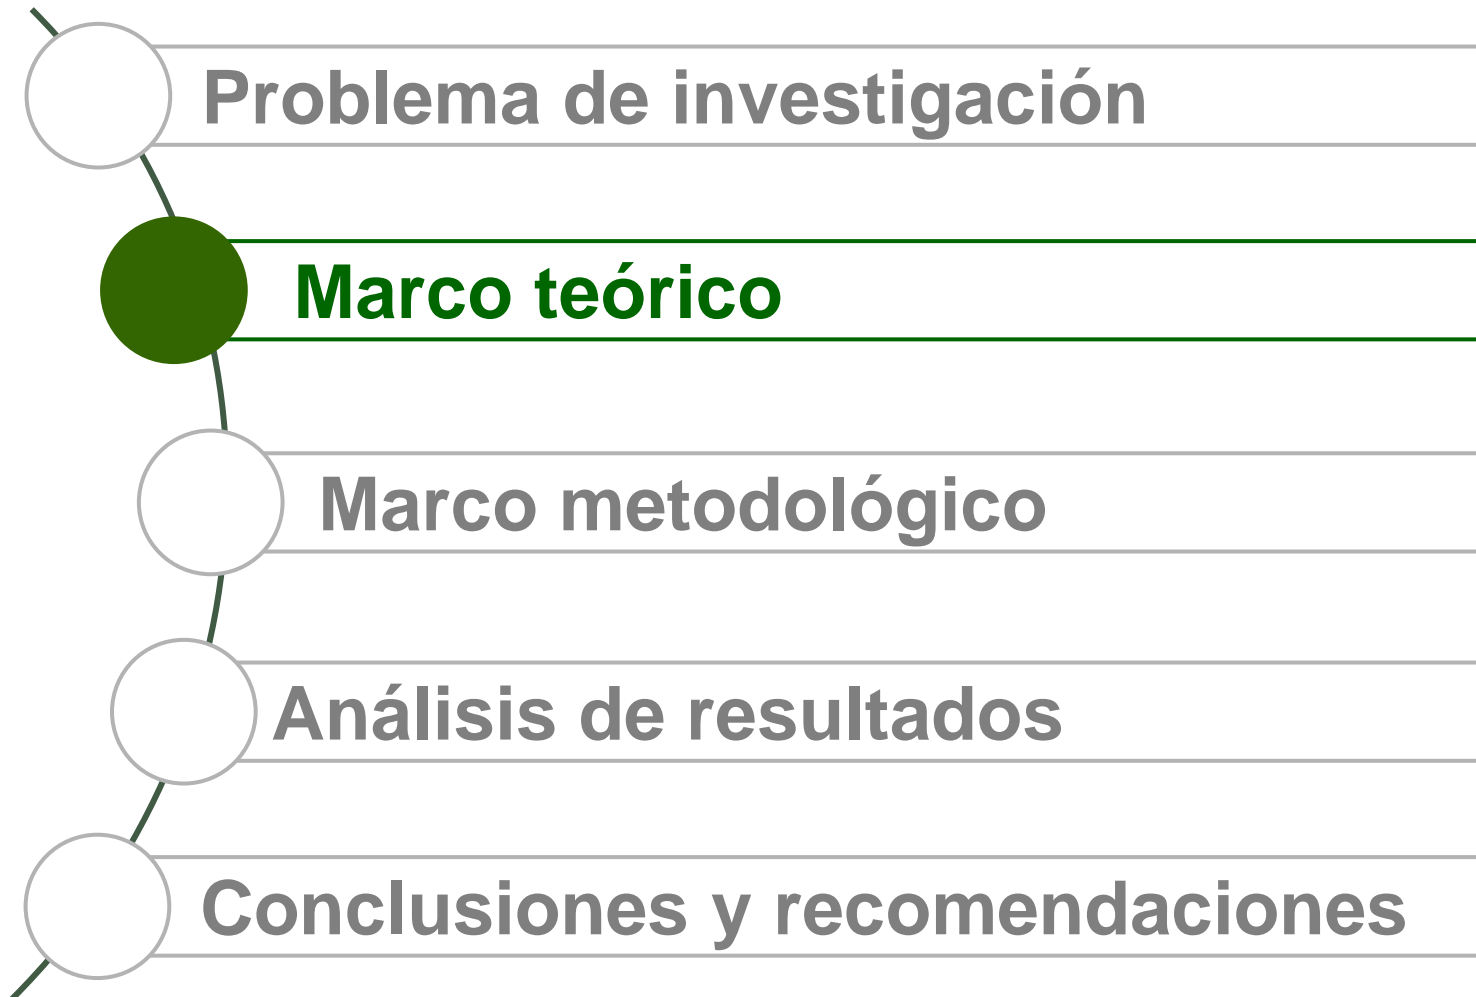 Problema de investigación
Marco teórico
Marco metodológico
Análisis de resultados
Conclusiones y recomendaciones